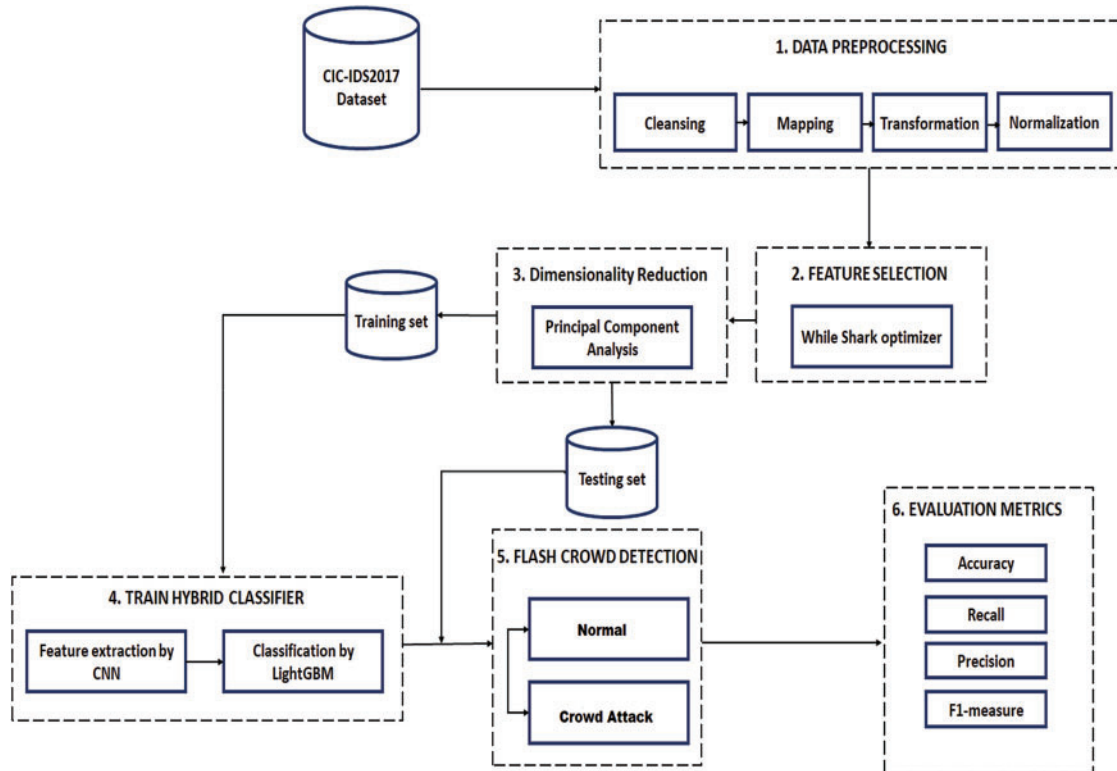 CIC-IDS2017
Dataset
1. DATA PREPROCESSING
Cleansing
Mapping
Transformation
Normalization
2. FEATURE SELECTION
While Shark optimizer
3. Dimensionality Reduction
Principal Component
Analysis
Training set
Testing set
4. TRAIN HYBRID CLASSIFIER
Feature extraction by
CNN
Classification by
LightGBM
5. FLASH CROWD DETECTION
Normal
Crowd Attack
6. EVALUATION METRICS
Accuracy
Recall
Precision
F1-measure